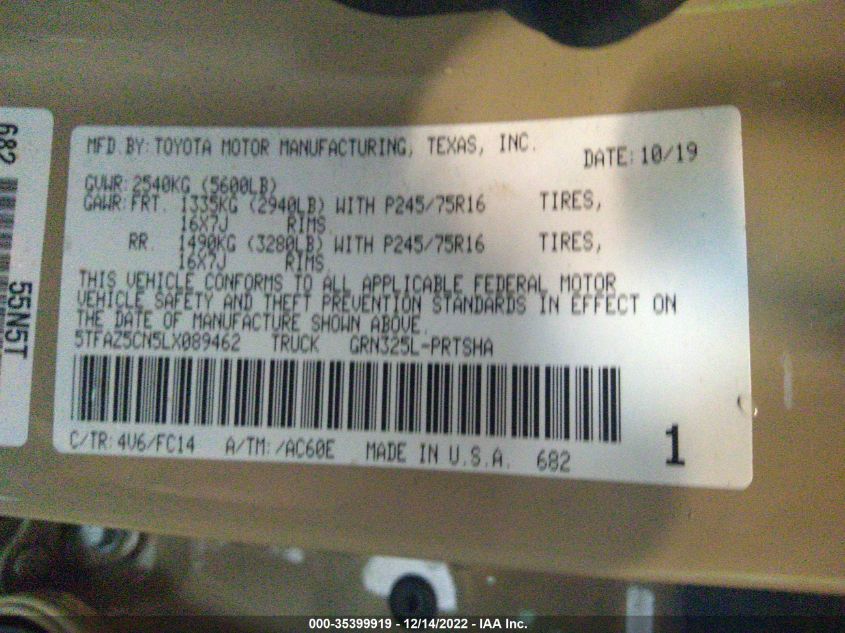 MFD. BY: TOYOTA MOTOR MANUFACTURING, TEXAS, INC.
DATE: 10/19
GVWR: 2540KG (5600LB)
GAWR: FRT. 1335KG (2940LB) WITH P245/75R16 TIRES,
16X7J RIMS
RR. 1490KG (3280LB) WITH P245/75R16 TIRES,
16X7J RIMS
THIS VEHICLE CONFORMS TO ALL APPLICABLE FEDERAL MOTOR
VEHICLE SAFETY AND THEFT PREVENTION STANDARDS IN EFFECT ON
THE DATE OF MANUFACTURE SHOWN ABOVE.
5TFAZ5CN5LX089462 TRUCK GRN325L-PRTSHA
C/TR: 4V6/FC14 A/TM: /AC60E MADE IN U.S.A. 682
1
682
55N5T
000-35399919 - 12/14/2022 - IAA Inc.